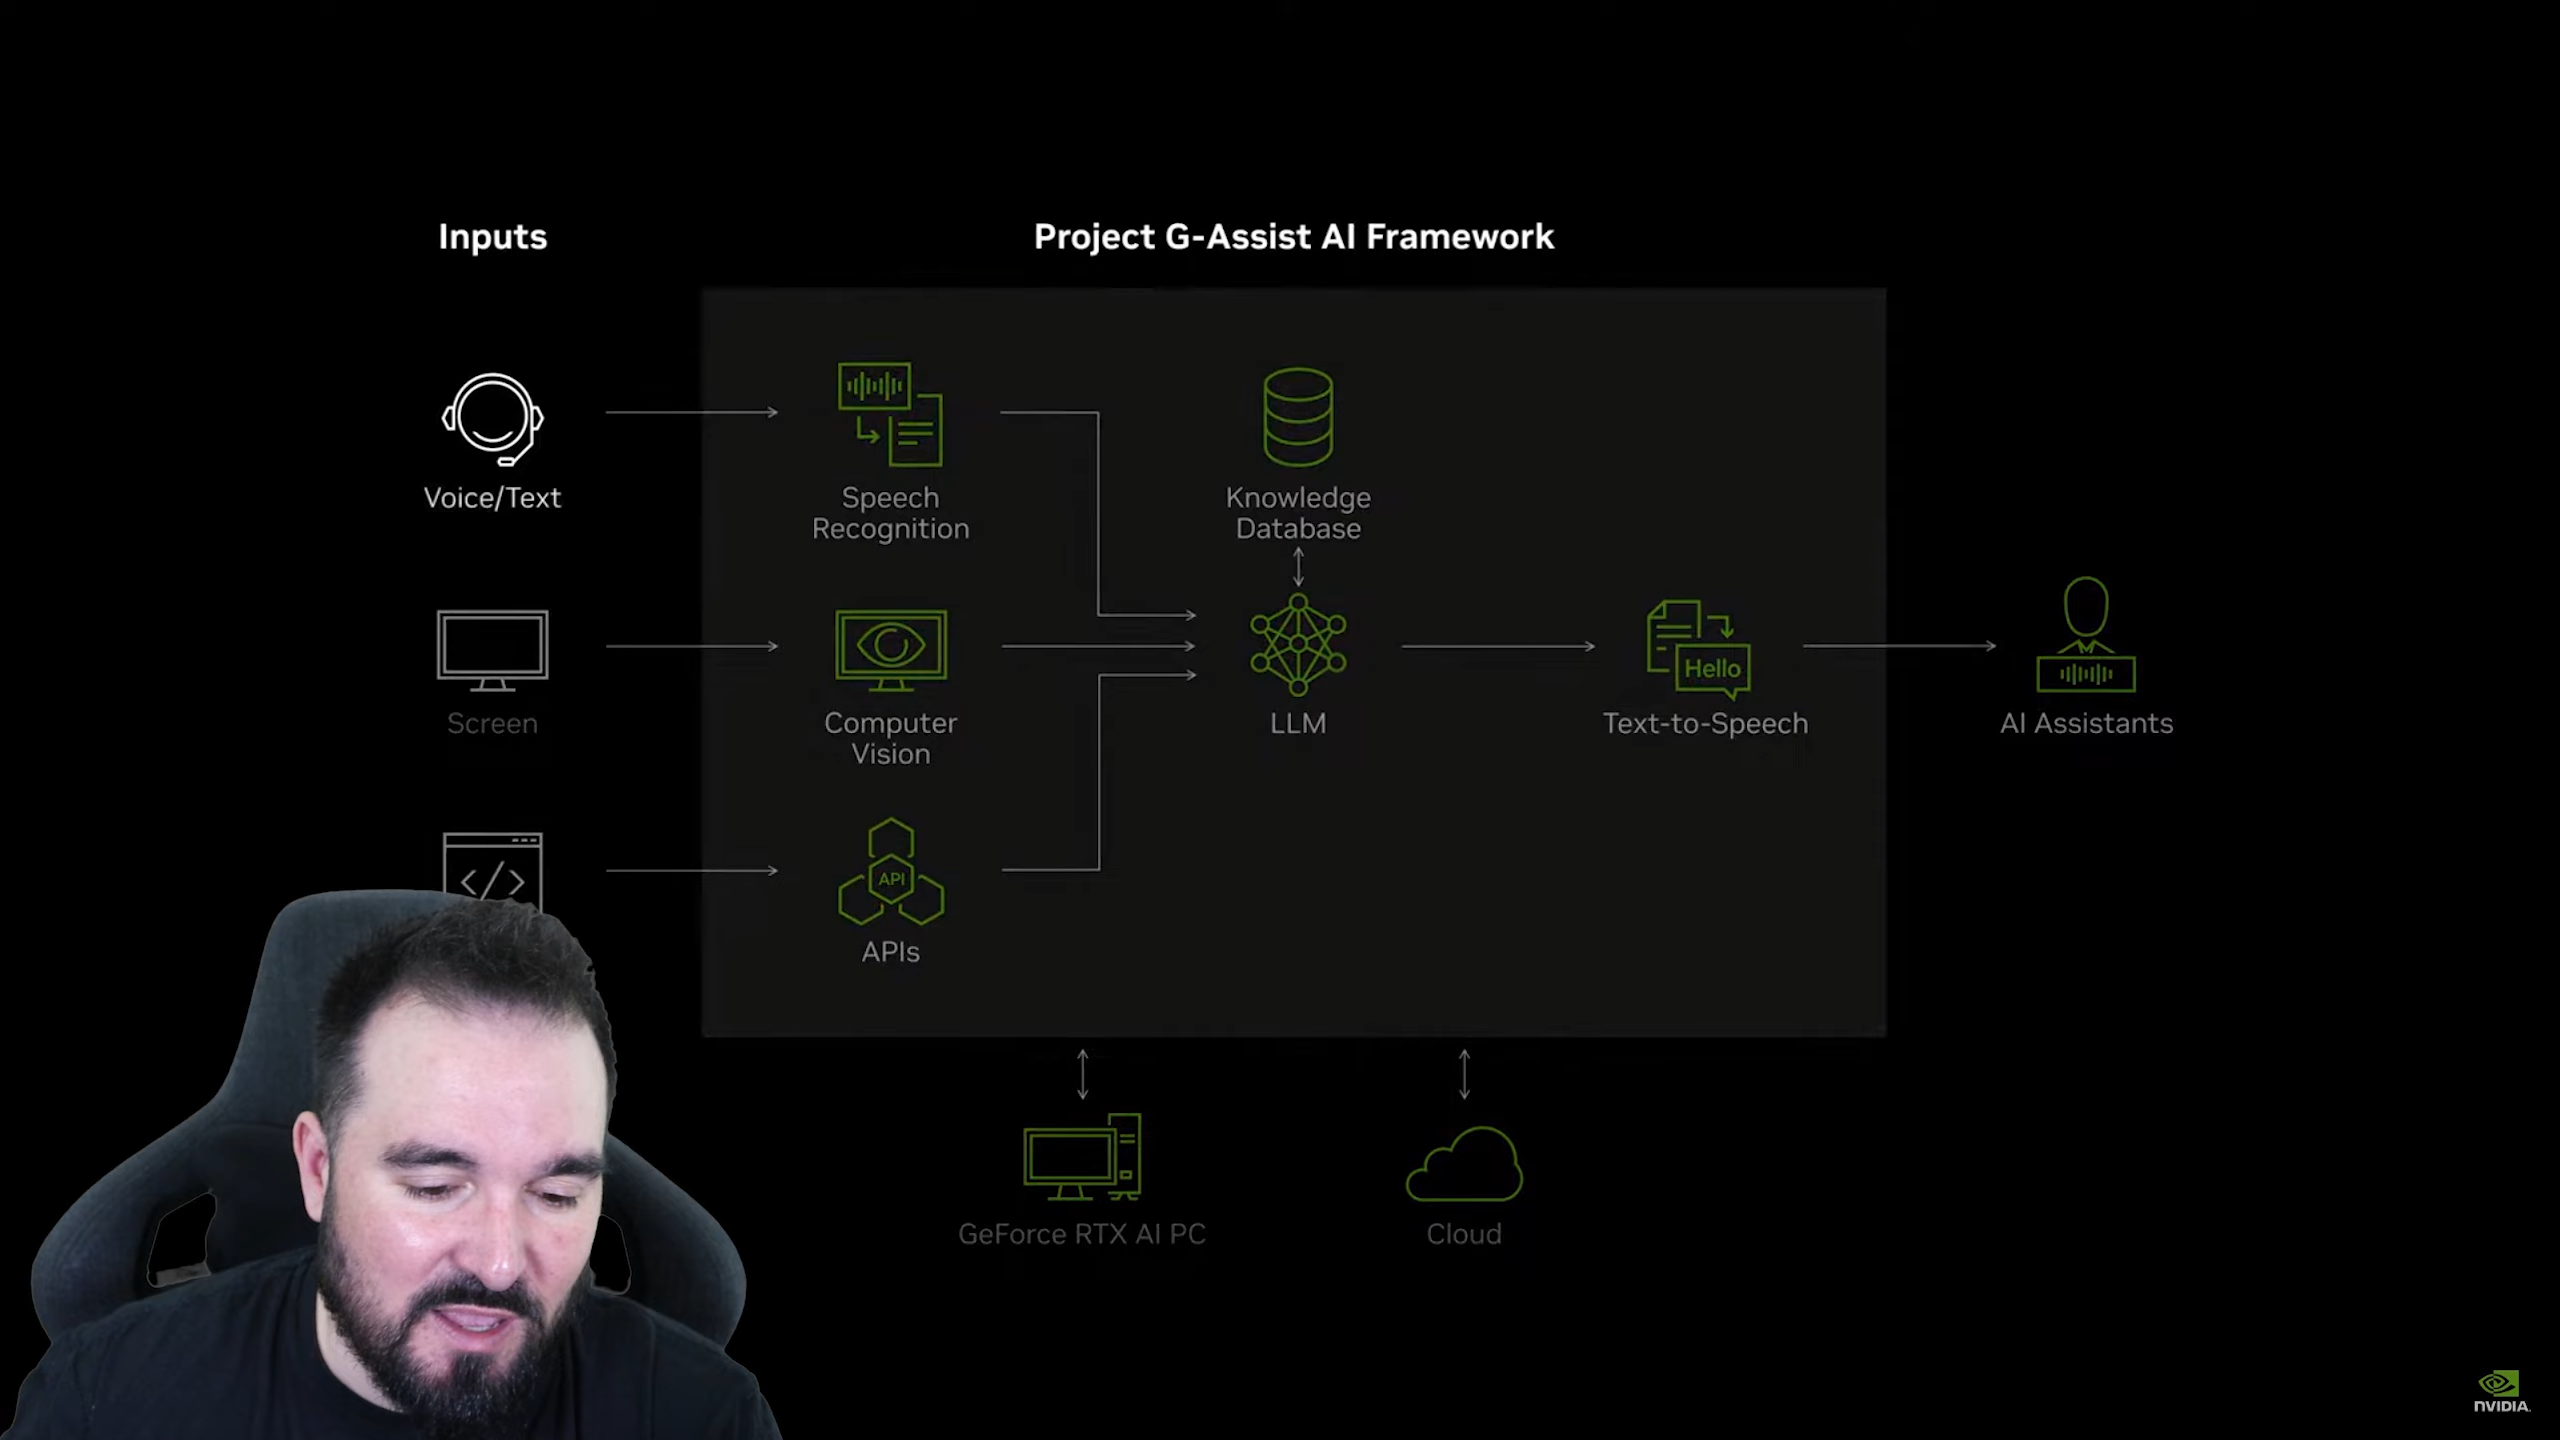 Inputs
Project G-Assist AI Framework
Voice/Text
Speech
Recognition
Knowledge
Database
Screen
Computer
Vision
LLM
Hello
Text-to-Speech
AI Assistants
</>
API
APIs
GeForce RTX AI PC
Cloud
NVIDIA.